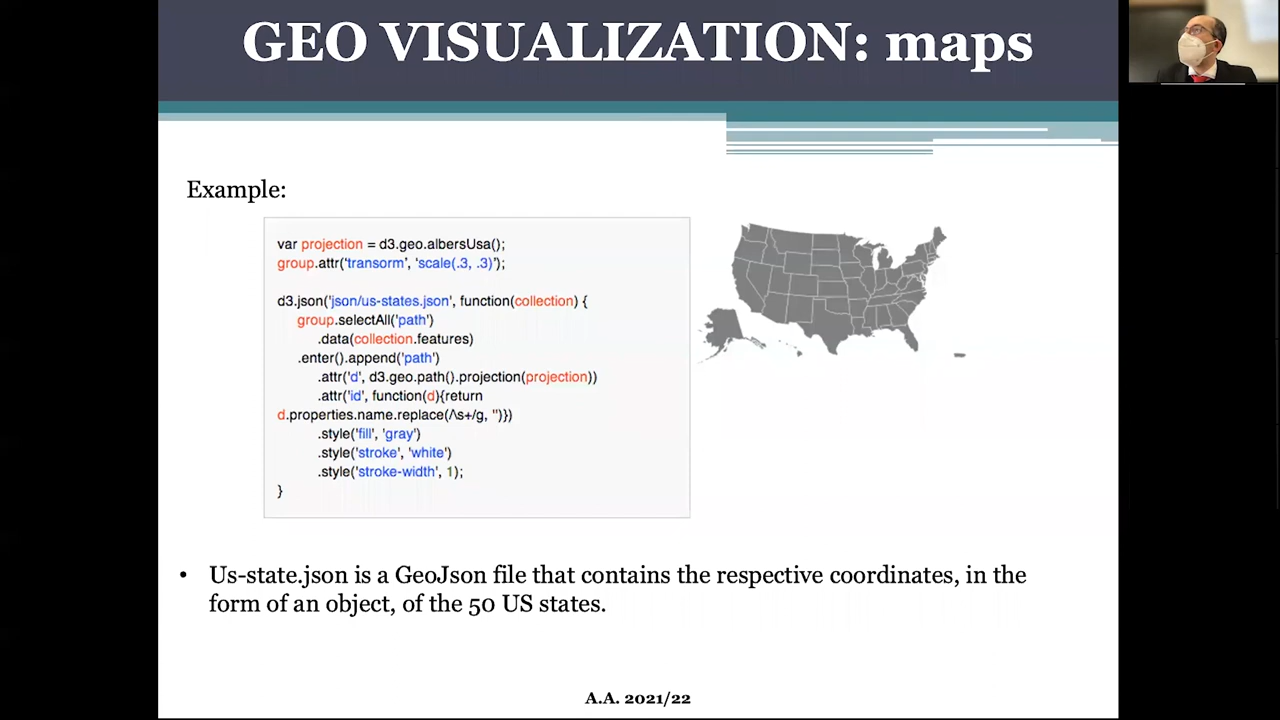 GEO VISUALIZATION: maps
Example:
var projection = d3.geo.albersUsa();
group.attr('transorm', 'scale(.3, .3)');
d3.json('json/us-states.json', function(collection) {
group.selectAll('path')
.data(collection.features)
.enter().append('path')
.attr('d', d3.geo.path().projection(projection))
.attr('id', function(d){return
d.properties.name.replace(/\s+/g, '')})
.style('fill', 'gray')
.style('stroke', 'white')
.style('stroke-width', 1);
}
• Us-state.json is a GeoJson file that contains the respective coordinates, in the
form of an object, of the 50 US states.
A.A. 2021/22